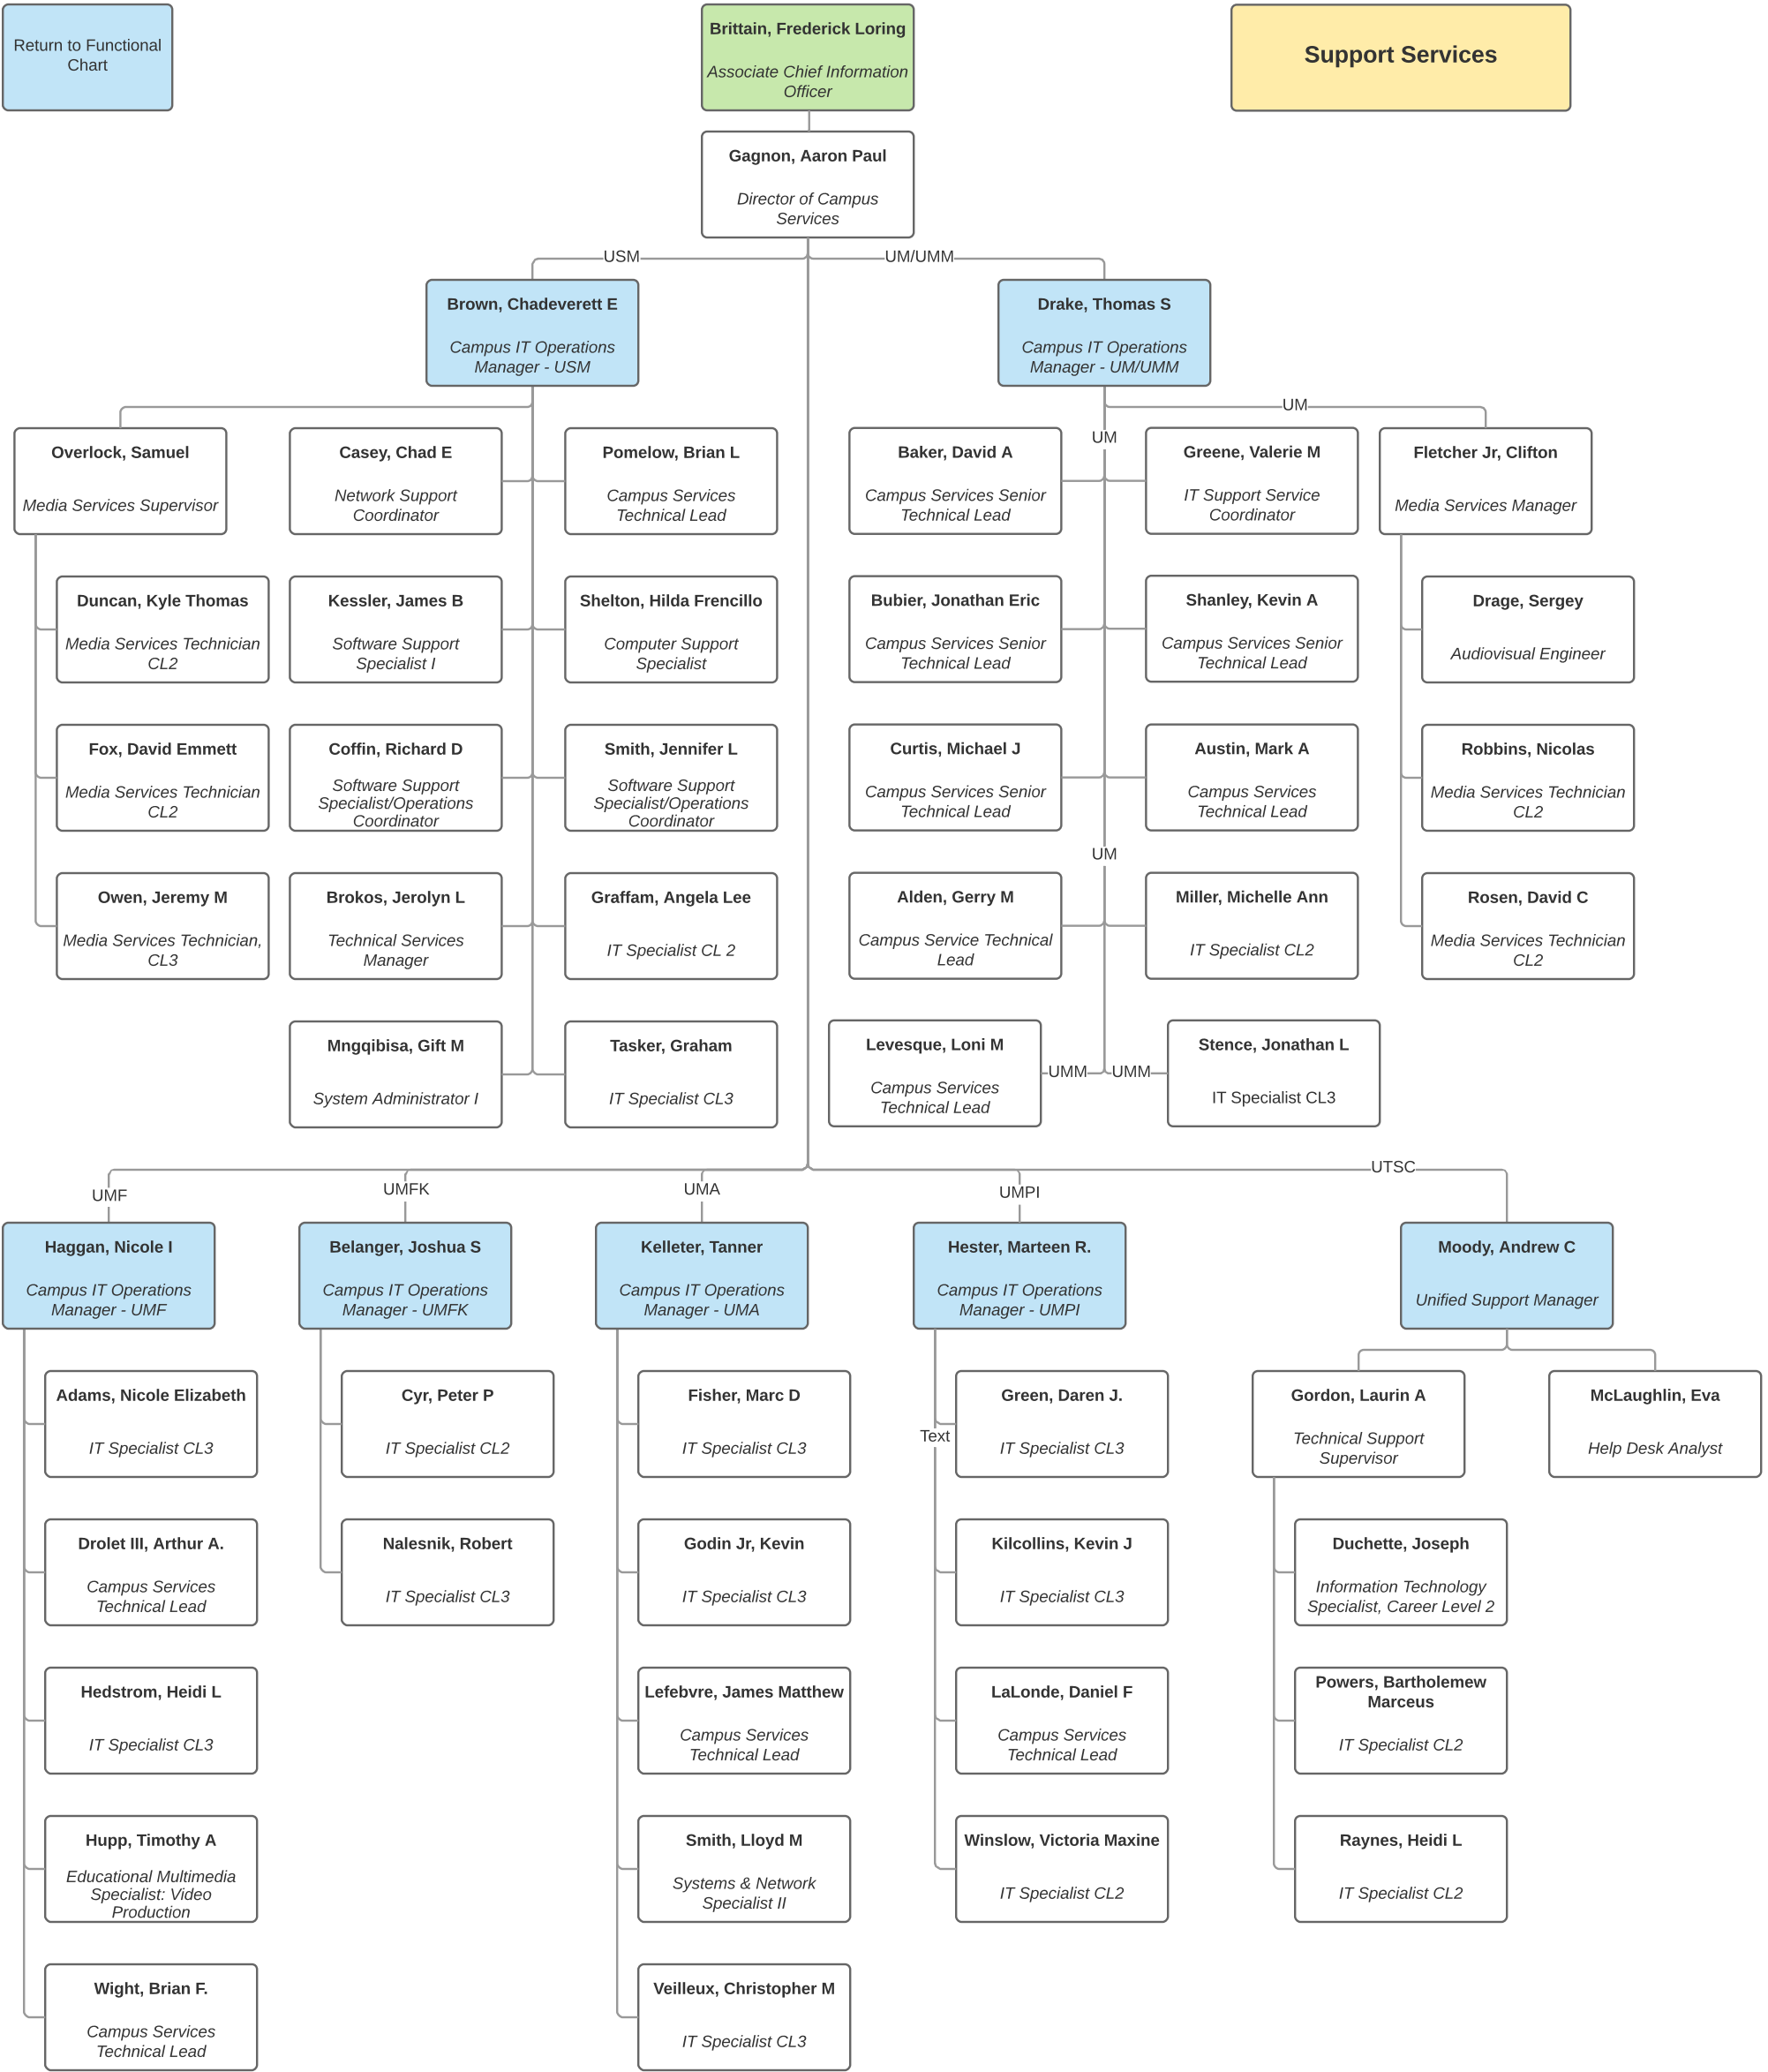 Return to Functional
Chart
Brittain, Frederick Loring
Associate Chief Information
Officer
Support Services
Gagnon, Aaron Paul
Director of Campus
Services
USM
UM/UMM
Brown, Chadeverett E
Campus IT Operations
Manager - USM
Drake, Thomas S
Campus IT Operations
Manager - UM/UMM
UM
UM
Overlock, Samuel
Media Services Supervisor
Casey, Chad E
Network Support
Coordinator
Pomelow, Brian L
Campus Services
Technical Lead
Baker, David A
Campus Services Senior
Technical Lead
Greene, Valerie M
IT Support Service
Coordinator
Fletcher Jr, Clifton
Media Services Manager
Duncan, Kyle Thomas
Media Services Technician
CL2
Kessler, James B
Software Support
Specialist I
Shelton, Hilda Frencillo
Computer Support
Specialist
Bubier, Jonathan Eric
Campus Services Senior
Technical Lead
Shanley, Kevin A
Campus Services Senior
Technical Lead
Drage, Sergey
Audiovisual Engineer
Fox, David Emmett
Media Services Technician
CL2
Coffin, Richard D
Software Support
Specialist/Operations
Coordinator
Smith, Jennifer L
Software Support
Specialist/Operations
Coordinator
Curtis, Michael J
Campus Services Senior
Technical Lead
Austin, Mark A
Campus Services
Technical Lead
Robbins, Nicolas
Media Services Technician
CL2
UM
Owen, Jeremy M
Media Services Technician,
CL3
Brokos, Jerolyn L
Technical Services
Manager
Graffam, Angela Lee
IT Specialist CL 2
Alden, Gerry M
Campus Service Technical
Lead
Miller, Michelle Ann
IT Specialist CL2
Rosen, David C
Media Services Technician
CL2
Mngqibisa, Gift M
System Administrator I
Tasker, Graham
IT Specialist CL3
Levesque, Loni M
Campus Services
Technical Lead
UMM
UMM
Stence, Jonathan L
IT Specialist CL3
UMF
UMFK
UMA
UMPI
UTSC
Haggan, Nicole I
Campus IT Operations
Manager - UMF
Belanger, Joshua S
Campus IT Operations
Manager - UMFK
Kelleter, Tanner
Campus IT Operations
Manager - UMA
Hester, Marteen R.
Campus IT Operations
Manager - UMPI
Moody, Andrew C
Unified Support Manager
Adams, Nicole Elizabeth
IT Specialist CL3
Cyr, Peter P
IT Specialist CL2
Fisher, Marc D
IT Specialist CL3
Text
Green, Daren J.
IT Specialist CL3
Gordon, Laurin A
Technical Support
Supervisor
McLaughlin, Eva
Help Desk Analyst
Drolet III, Arthur A.
Campus Services
Technical Lead
Nalesnik, Robert
IT Specialist CL3
Godin Jr, Kevin
IT Specialist CL3
Kilcollins, Kevin J
IT Specialist CL3
Duchette, Joseph
Information Technology
Specialist, Career Level 2
Hedstrom, Heidi L
IT Specialist CL3
Lefebvre, James Matthew
Campus Services
Technical Lead
LaLonde, Daniel F
Campus Services
Technical Lead
Powers, Bartholemew
Marceus
IT Specialist CL2
Hupp, Timothy A
Educational Multimedia
Specialist: Video
Production
Smith, Lloyd M
Systems & Network
Specialist II
Winslow, Victoria Maxine
IT Specialist CL2
Raynes, Heidi L
IT Specialist CL2
Wight, Brian F.
Campus Services
Technical Lead
Veilleux, Christopher M
IT Specialist CL3